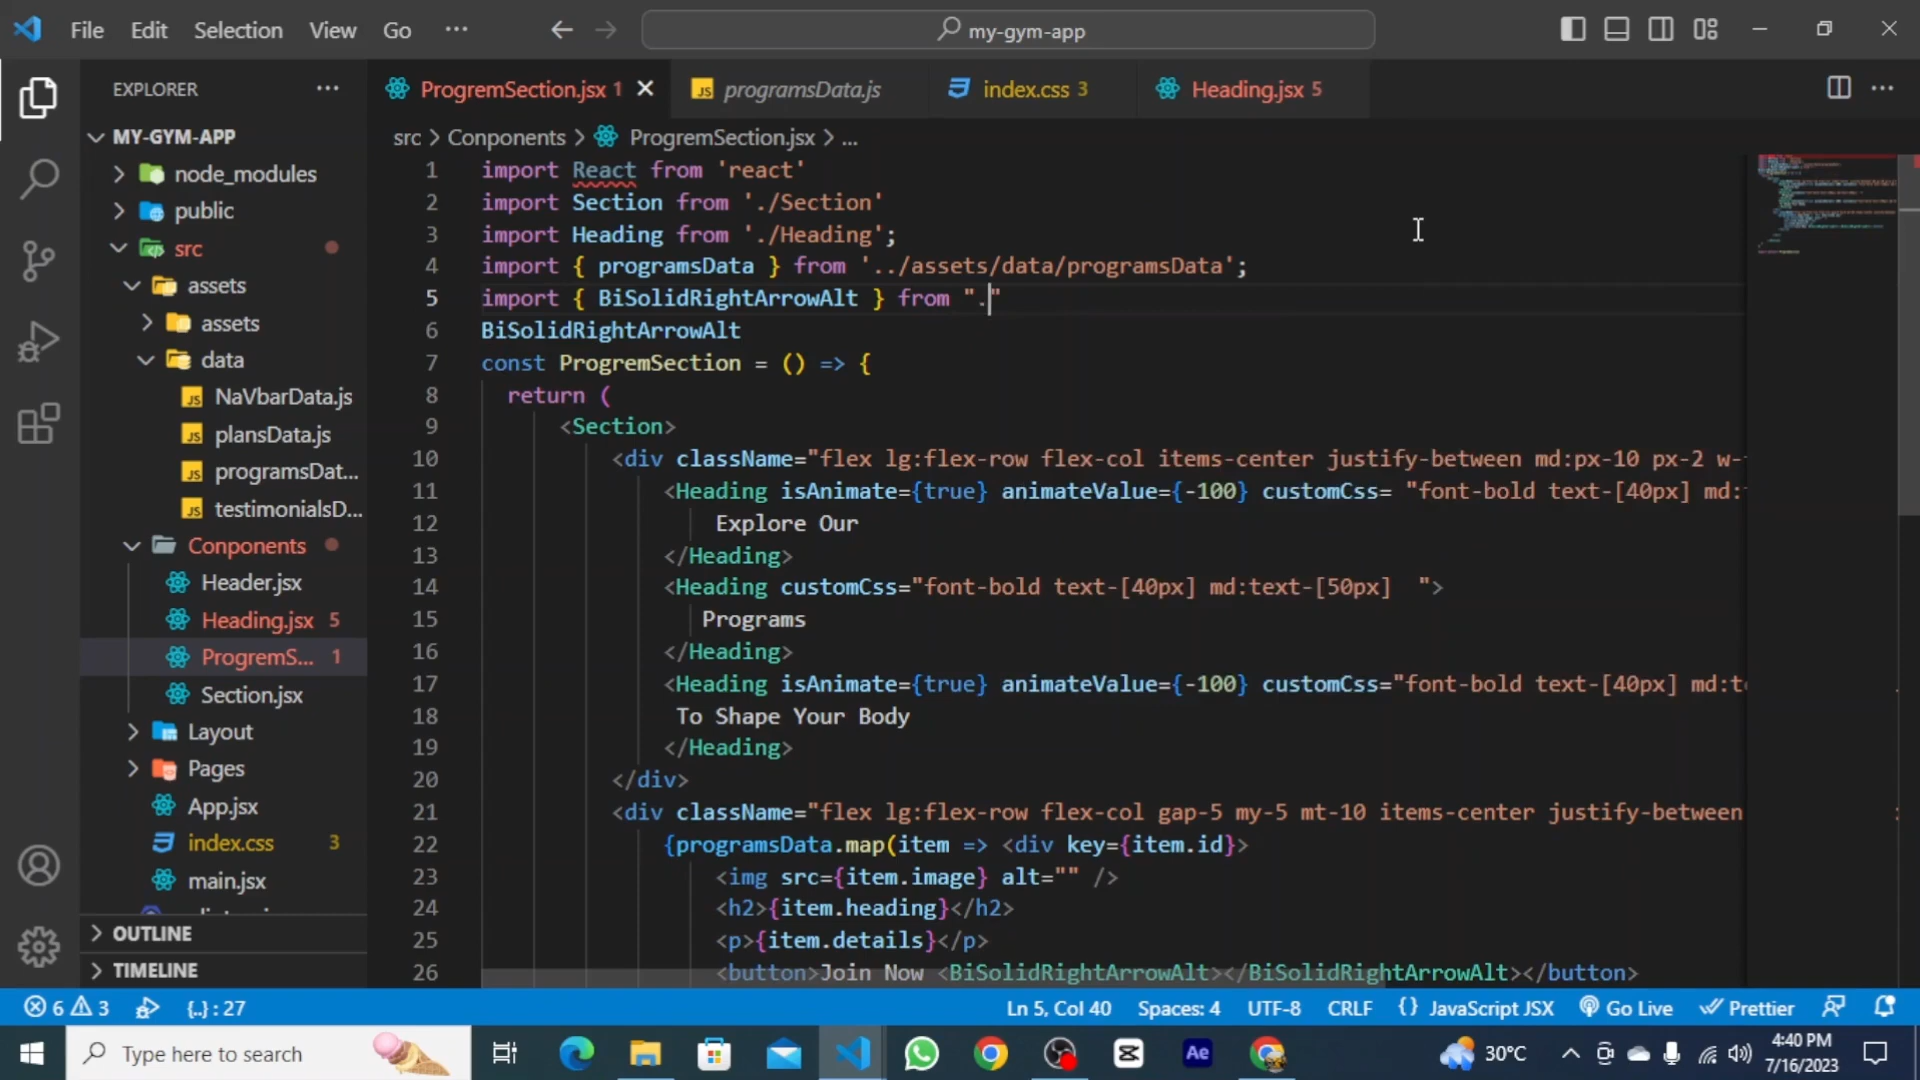 File Edit Selection View Go ···
my-gym-app
EXPLORER ···
ProgremSection.jsx 1
programsData.js
index.css 3
Heading.jsx 5
MY-GYM-APP
src > Conponents > ProgremSection.jsx > ...
node_modules
public
src
assets
assets
data
NaVbarData.js
plansData.js
programsDat...
testimonialsD...
Conponents
Header.jsx
Heading.jsx 5
ProgremS... 1
Section.jsx
Layout
Pages
App.jsx
index.css 3
main.jsx
OUTLINE
TIMELINE
1 import React from 'react'
2 import Section from './Section'
3 import Heading from './Heading';
4 import { programsData } from '../assets/data/programsData';
5 import { BiSolidRightArrowAlt } from "."
6 BiSolidRightArrowAlt
7 const ProgremSection = () => {
8 return (
9 <Section>
10 <div className="flex lg:flex-row flex-col items-center justify-between md:px-10 px-2 w-
11 <Heading isAnimate={true} animateValue={-100} customCss= "font-bold text-[40px] md:
12 Explore Our
13 </Heading>
14 <Heading customCss="font-bold text-[40px] md:text-[50px]  ">
15 Programs
16 </Heading>
17 <Heading isAnimate={true} animateValue={-100} customCss="font-bold text-[40px] md:t
18 To Shape Your Body
19 </Heading>
20 </div>
21 <div className="flex lg:flex-row flex-col gap-5 my-5 mt-10 items-center justify-between
22 {programsData.map(item => <div key={item.id}>
23 <img src={item.image} alt="" />
24 <h2>{item.heading}</h2>
25 <p>{item.details}</p>
26 <button>Join Now <BiSolidRightArrowAlt></BiSolidRightArrowAlt></button>
6 3 {..} : 27 Ln 5, Col 40 Spaces: 4 UTF-8 CRLF {} JavaScript JSX Go Live Prettier
Type here to search
Ae
30°C
4:40 PM
7/16/2023